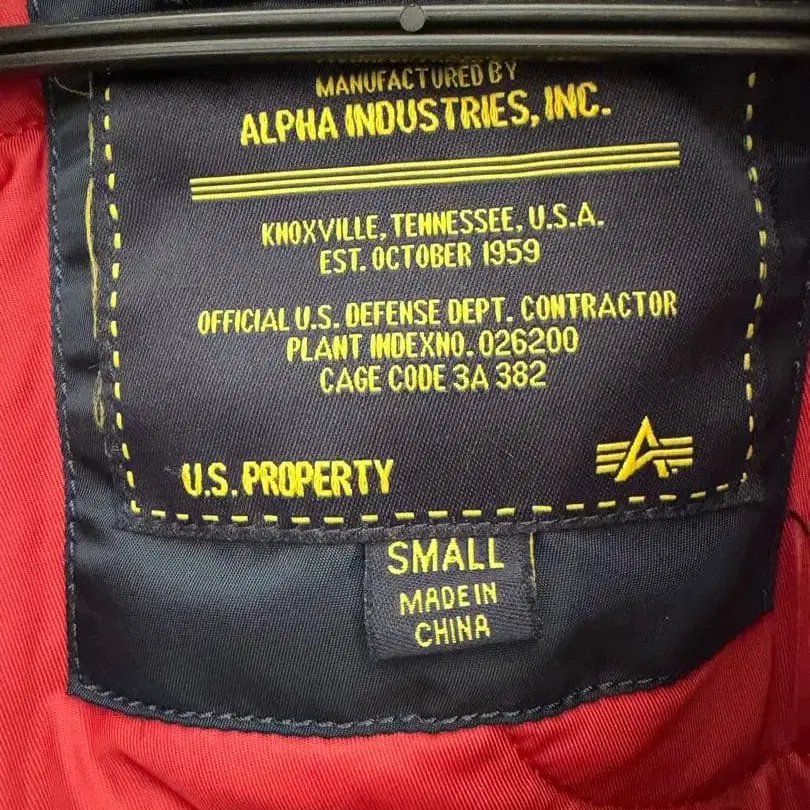 MANUFACTURED BY
ALPHA INDUSTRIES, INC.
KNOXVILLE, TENNESSEE, U.S.A.
EST. OCTOBER 1959
OFFICIAL U.S. DEFENSE DEPT. CONTRACTOR
PLANT INDEXNO. 026200
CAGE CODE 3A 382
U.S. PROPERTY
SMALL
MADE IN
CHINA